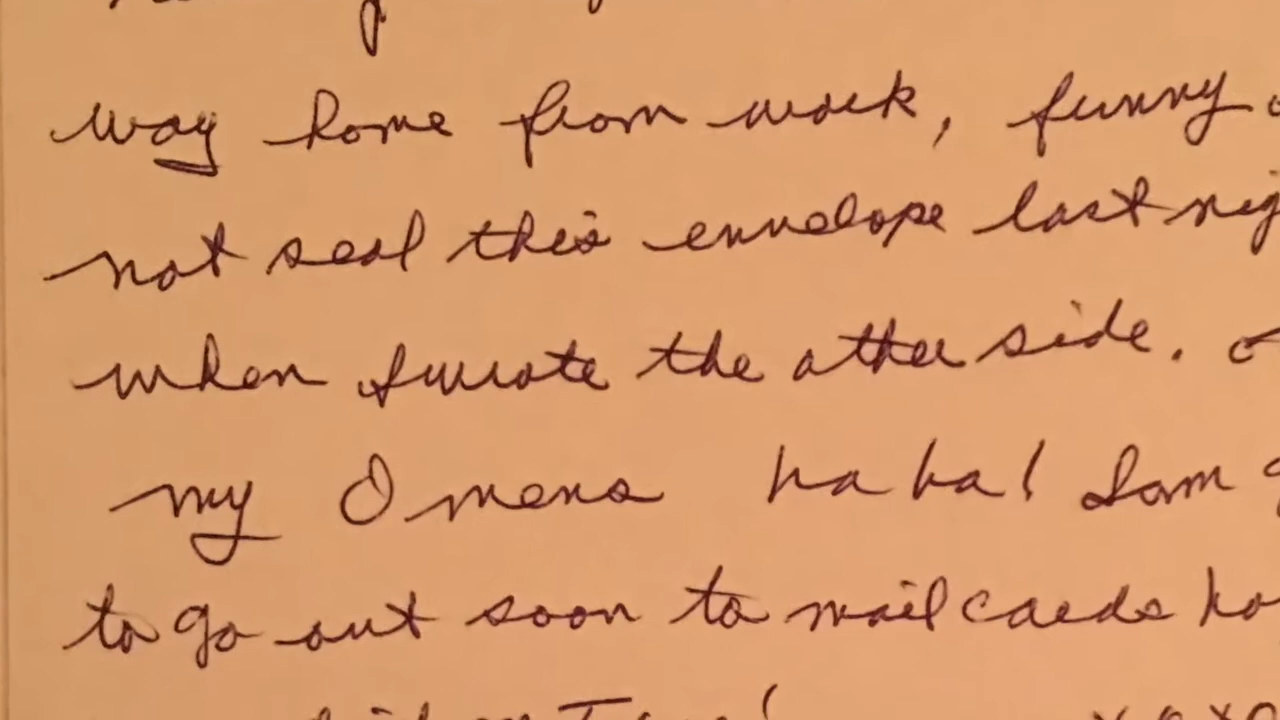 way home from work, funny
not seal this envelope last
when I wrote the other side.
my Omens ha ha! I am
to go out soon to mail cards